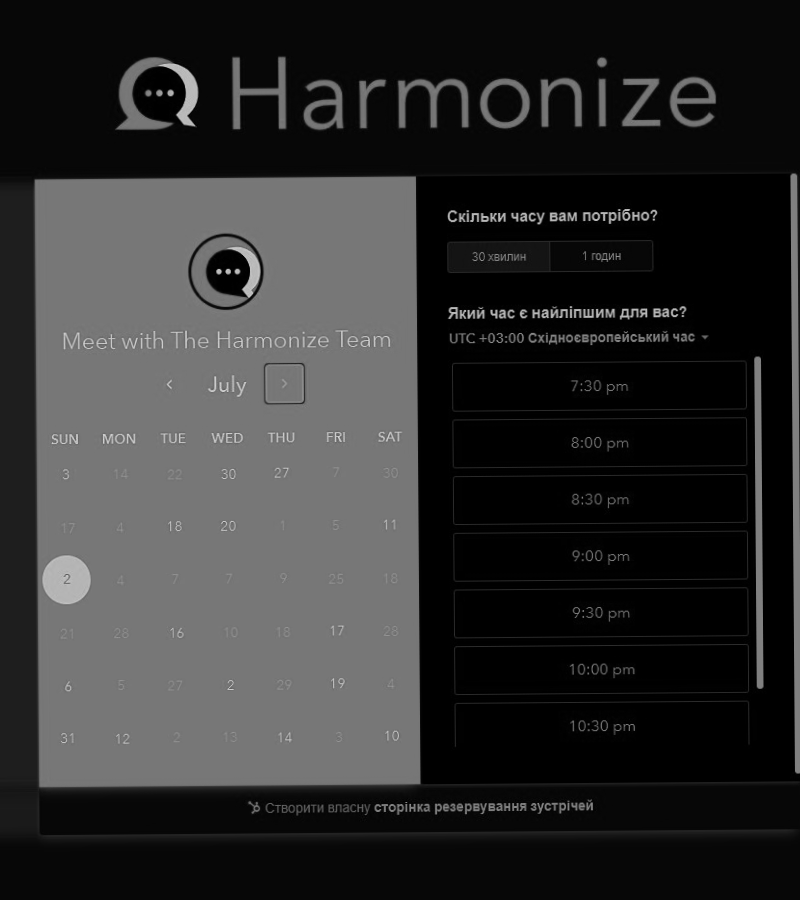 Harmonize
Meet with The Harmonize Team
July
SUN MON TUE WED THU FRI SAT
3 14 22 30 27 7 30
17 4 18 20 1 5 11
2 4 7 7 9 25 18
21 28 16 10 18 17 28
6 5 27 2 29 19 4
31 12 2 13 14 3 10
Скільки часу вам потрібно?
30 хвилин 1 годин
Який час є найліпшим для вас?
UTC +03:00 Східноєвропейський час
7:30 pm
8:00 pm
8:30 pm
9:00 pm
9:30 pm
10:00 pm
10:30 pm
Створити власну сторінка резервування зустрічей